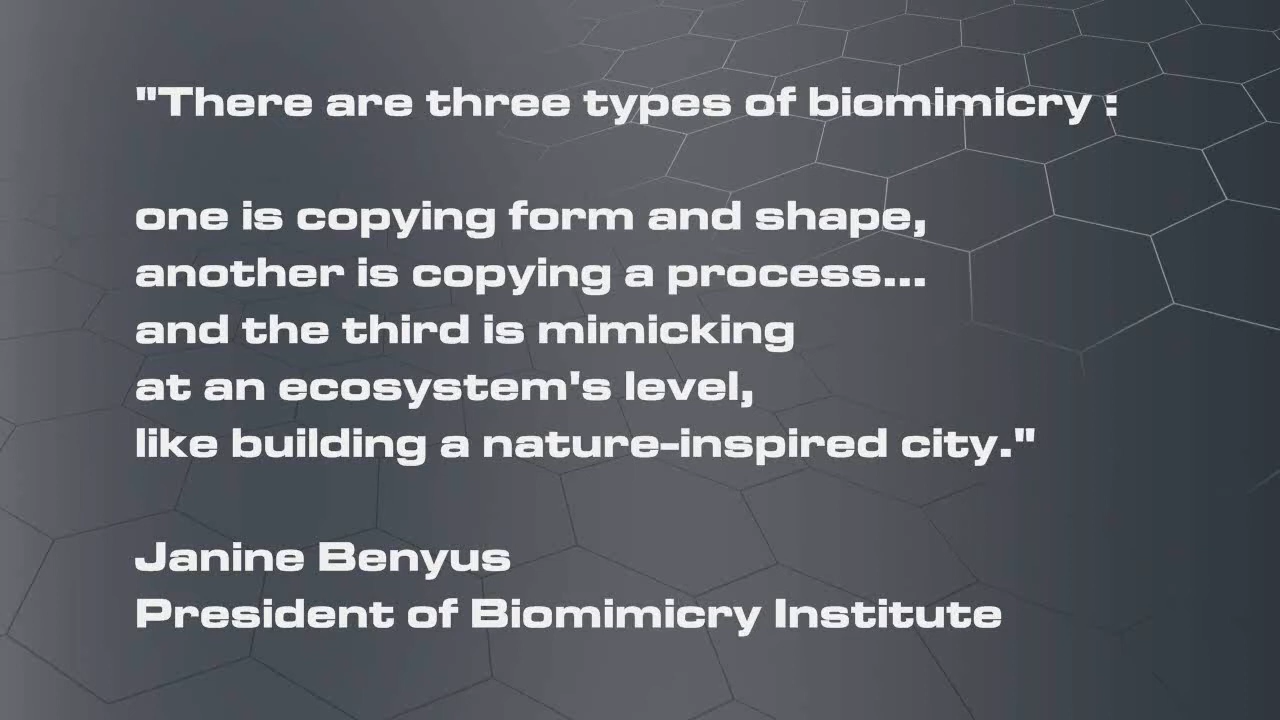 "There are three types of biomimicry :
one is copying form and shape,
another is copying a process...
and the third is mimicking
at an ecosystem's level,
like building a nature-inspired city."
Janine Benyus
President of Biomimicry Institute